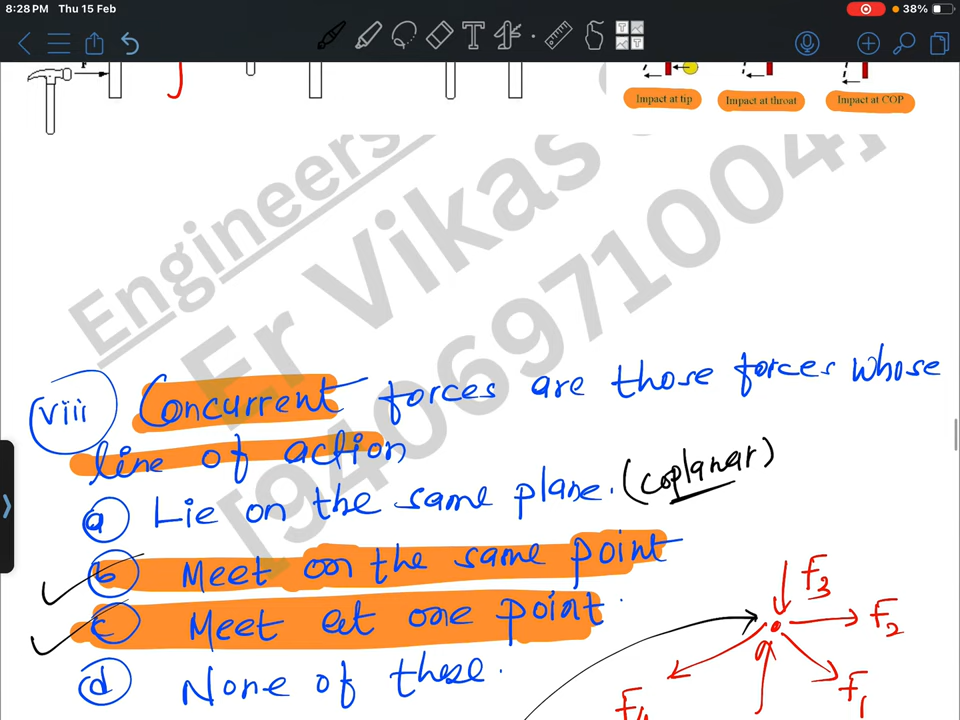 8:28 PM Thu 15 Feb
38%
F
Impact at tip
Impact at throat
Impact at COP
Engineers
Er Vikas
[9406971004]
viii Concurrent forces are those forces whose
line of action
a Lie on the same plane. (coplanar)
b Meet on the same point
c Meet at one point.
d None of these.
F3
F2
F1
F4